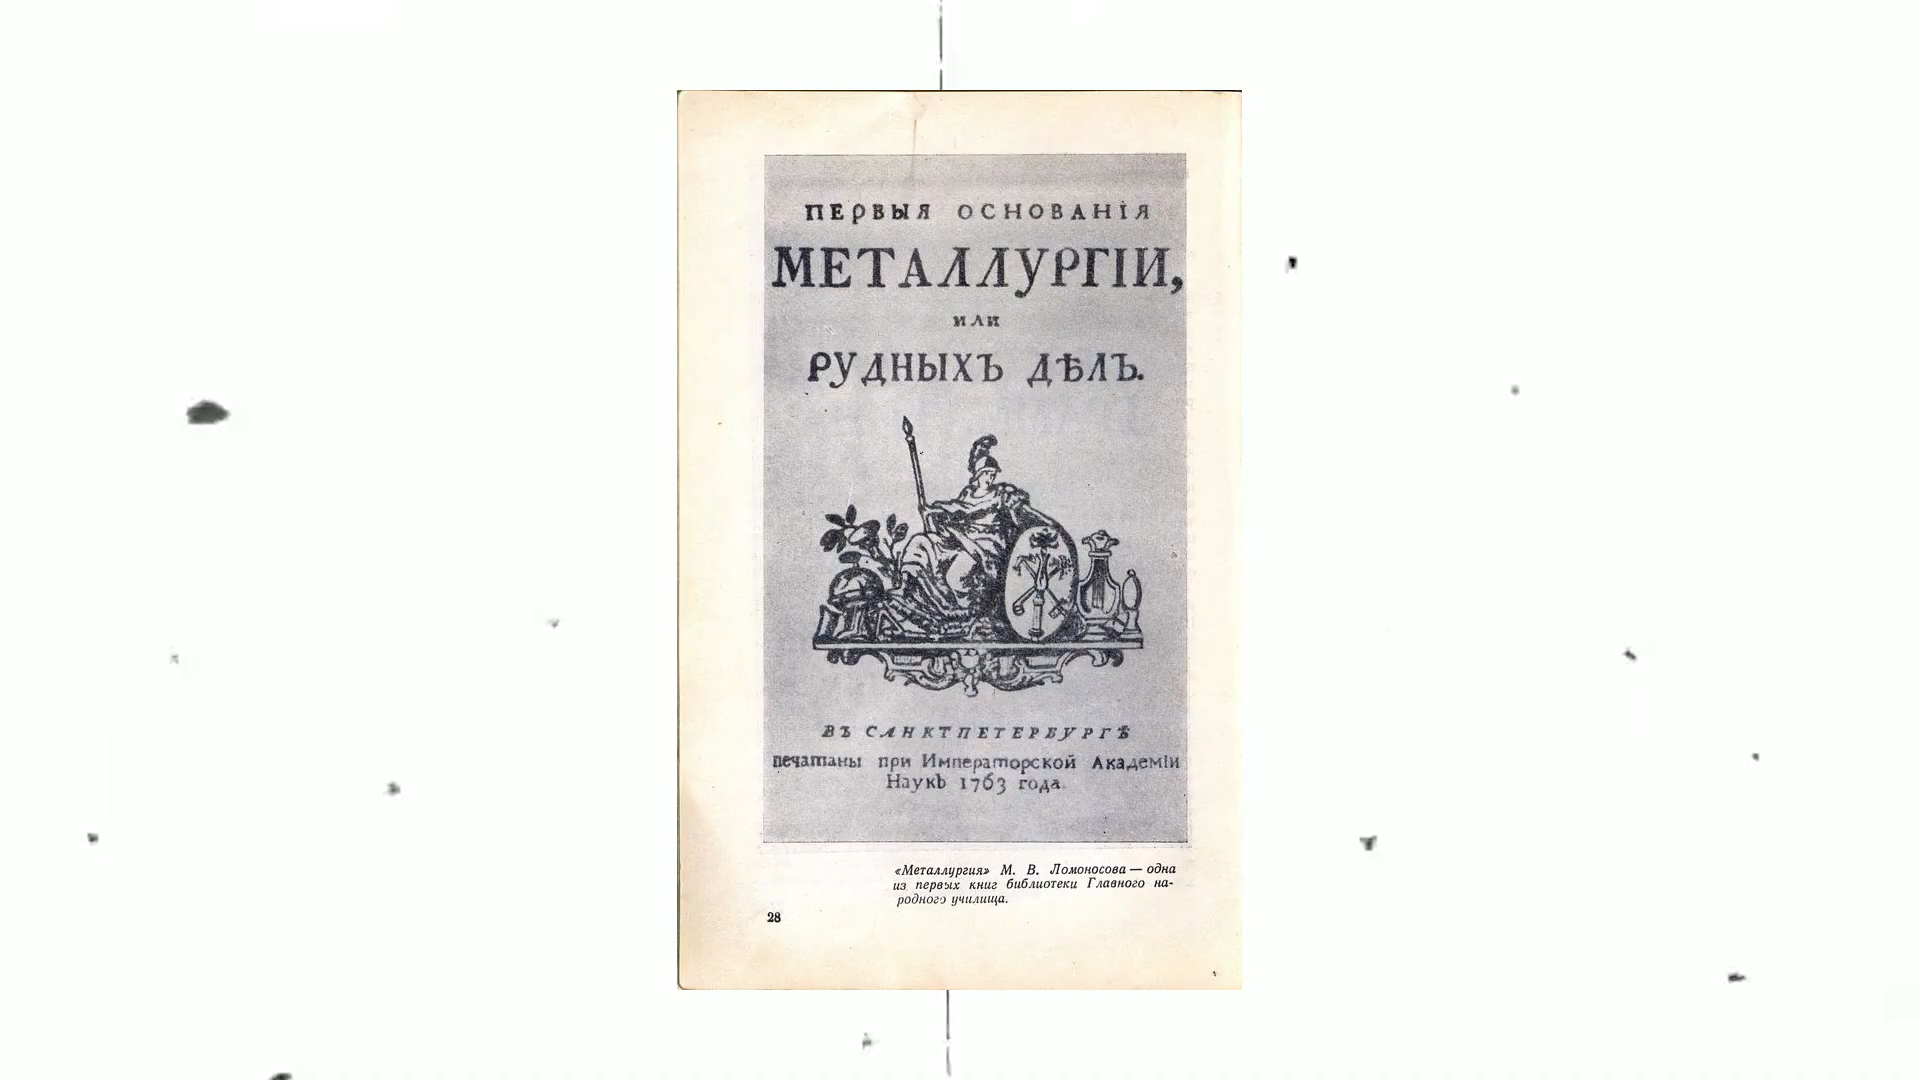 ПЕРВЫЯ ОСНОВАНІЯ
МЕТАЛЛУРГІИ,
ИЛИ
РУДНЫХЪ ДѢЛЪ.
ВЪ САНКТПЕТЕРБУРГѢ
печатаны при Императорской Академіи
Наукъ 1763 года.
«Металлургия» М. В. Ломоносова — одна
из первых книг библиотеки Главного на-
родного училища.
28